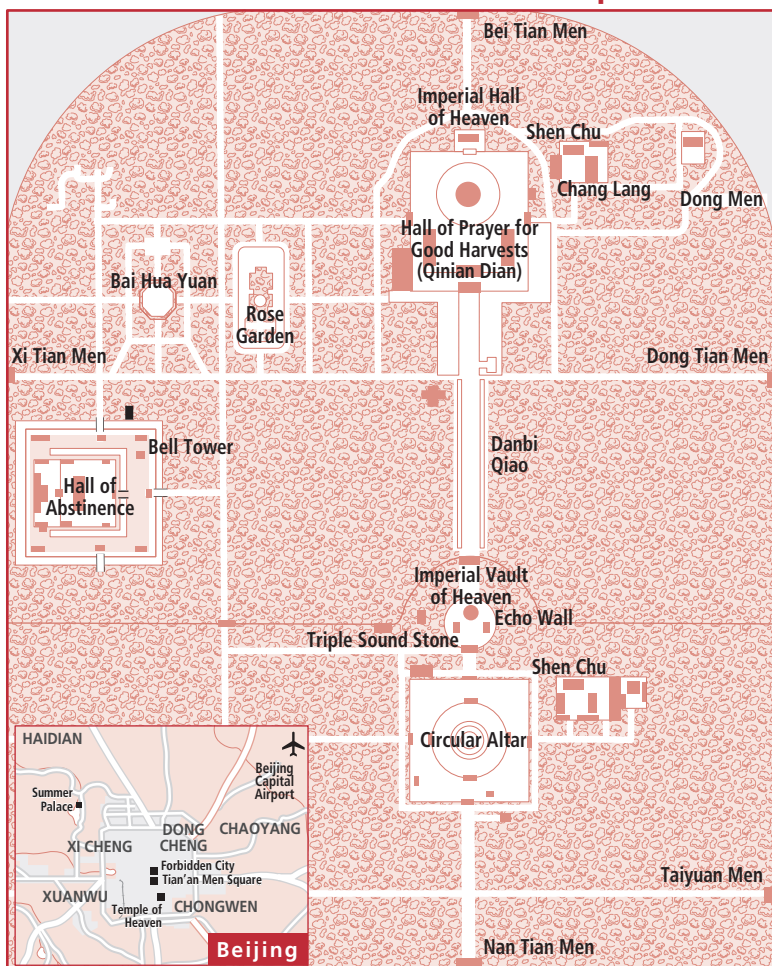 Bei Tian Men
Imperial Hall
of Heaven
Shen Chu
Chang Lang
Dong Men
Hall of Prayer for
Good Harvests
(Qinian Dian)
Bai Hua Yuan
Rose
Garden
Xi Tian Men
Dong Tian Men
Bell Tower
Danbi
Qiao
Hall of
Abstinence
Imperial Vault
of Heaven
Echo Wall
Triple Sound Stone
Shen Chu
Circular Altar
HAIDIAN
Beijing
Capital
Airport
Summer
Palace
DONG
CHENG
CHAOYANG
XI CHENG
Forbidden City
Tian’an Men Square
XUANWU
Temple of
Heaven
CHONGWEN
Beijing
Taiyuan Men
Nan Tian Men